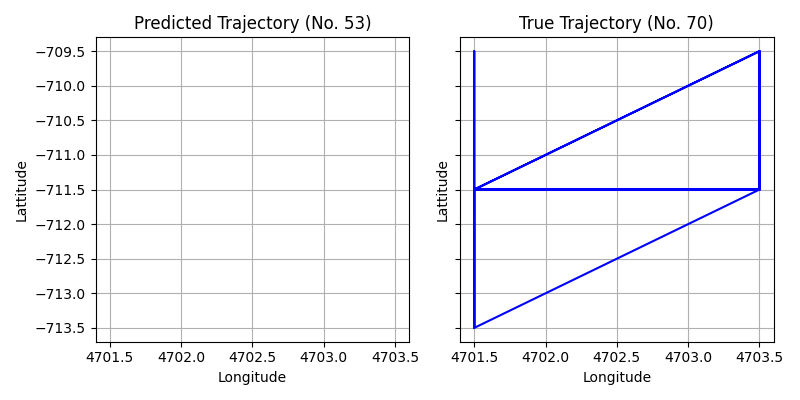 Predicted Trajectory (No. 53)
True Trajectory (No. 70)
Lattitude
−709.5
−710.0
−710.5
−711.0
−711.5
−712.0
−712.5
−713.0
−713.5
4701.5 4702.0 4702.5 4703.0 4703.5
Longitude
Lattitude
4701.5 4702.0 4702.5 4703.0 4703.5
Longitude